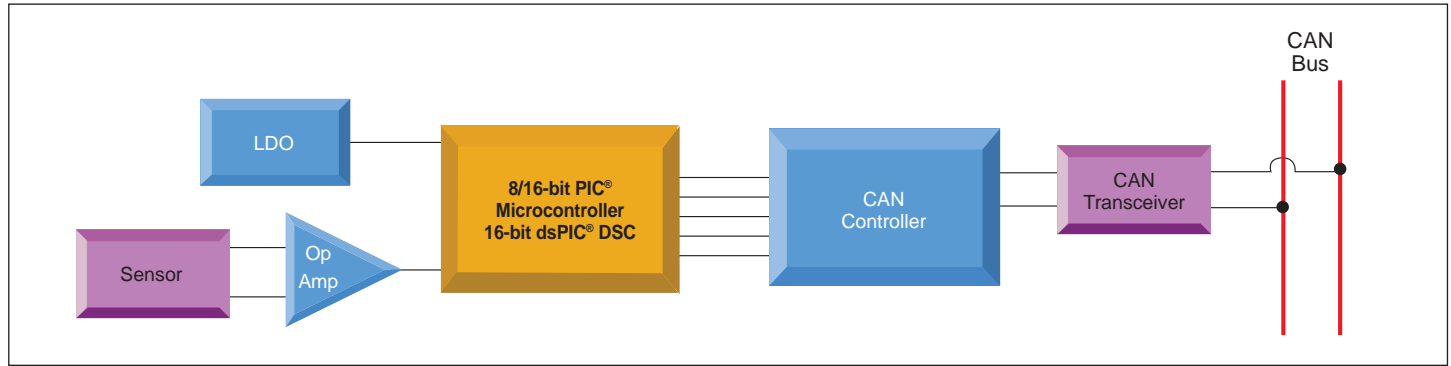 CAN
Bus
LDO
8/16-bit PIC®
Microcontroller
16-bit dsPIC® DSC
CAN
Controller
CAN
Transceiver
Op
Amp
Sensor